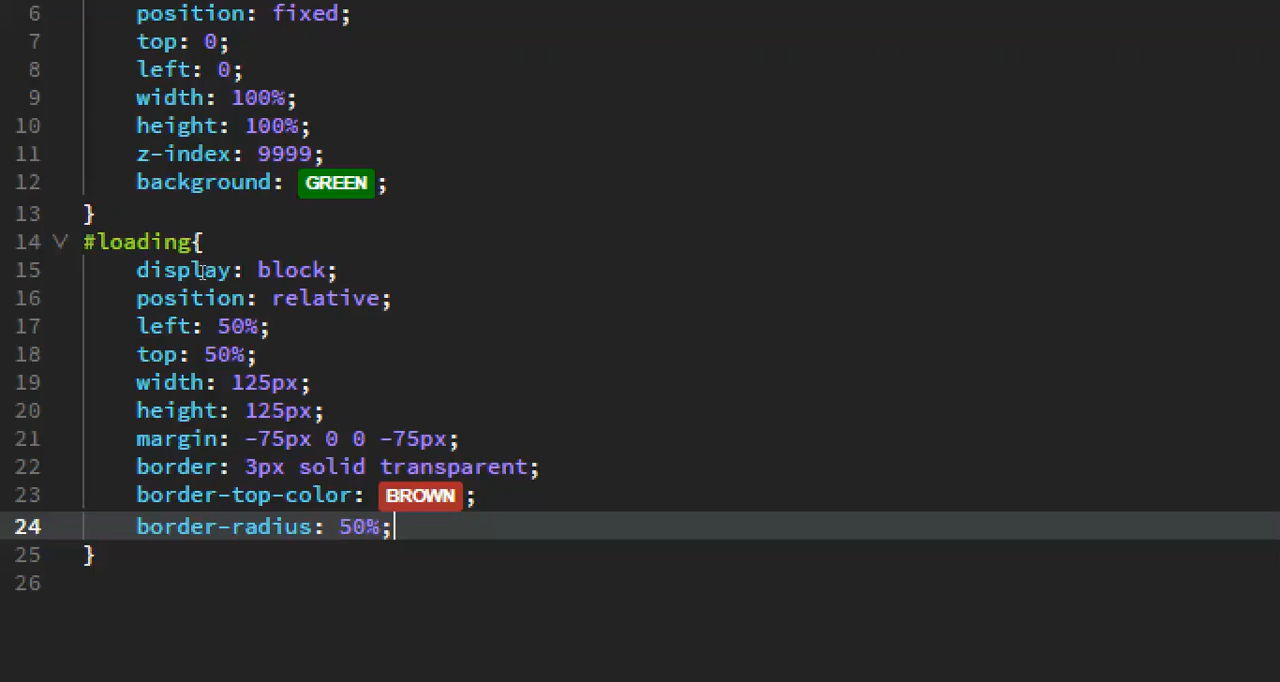 6 position: fixed;
7 top: 0;
8 left: 0;
9 width: 100%;
10 height: 100%;
11 z-index: 9999;
12 background: GREEN ;
13 }
14 #loading{
15 display: block;
16 position: relative;
17 left: 50%;
18 top: 50%;
19 width: 125px;
20 height: 125px;
21 margin: -75px 0 0 -75px;
22 border: 3px solid transparent;
23 border-top-color: BROWN ;
24 border-radius: 50%;
25 }
26